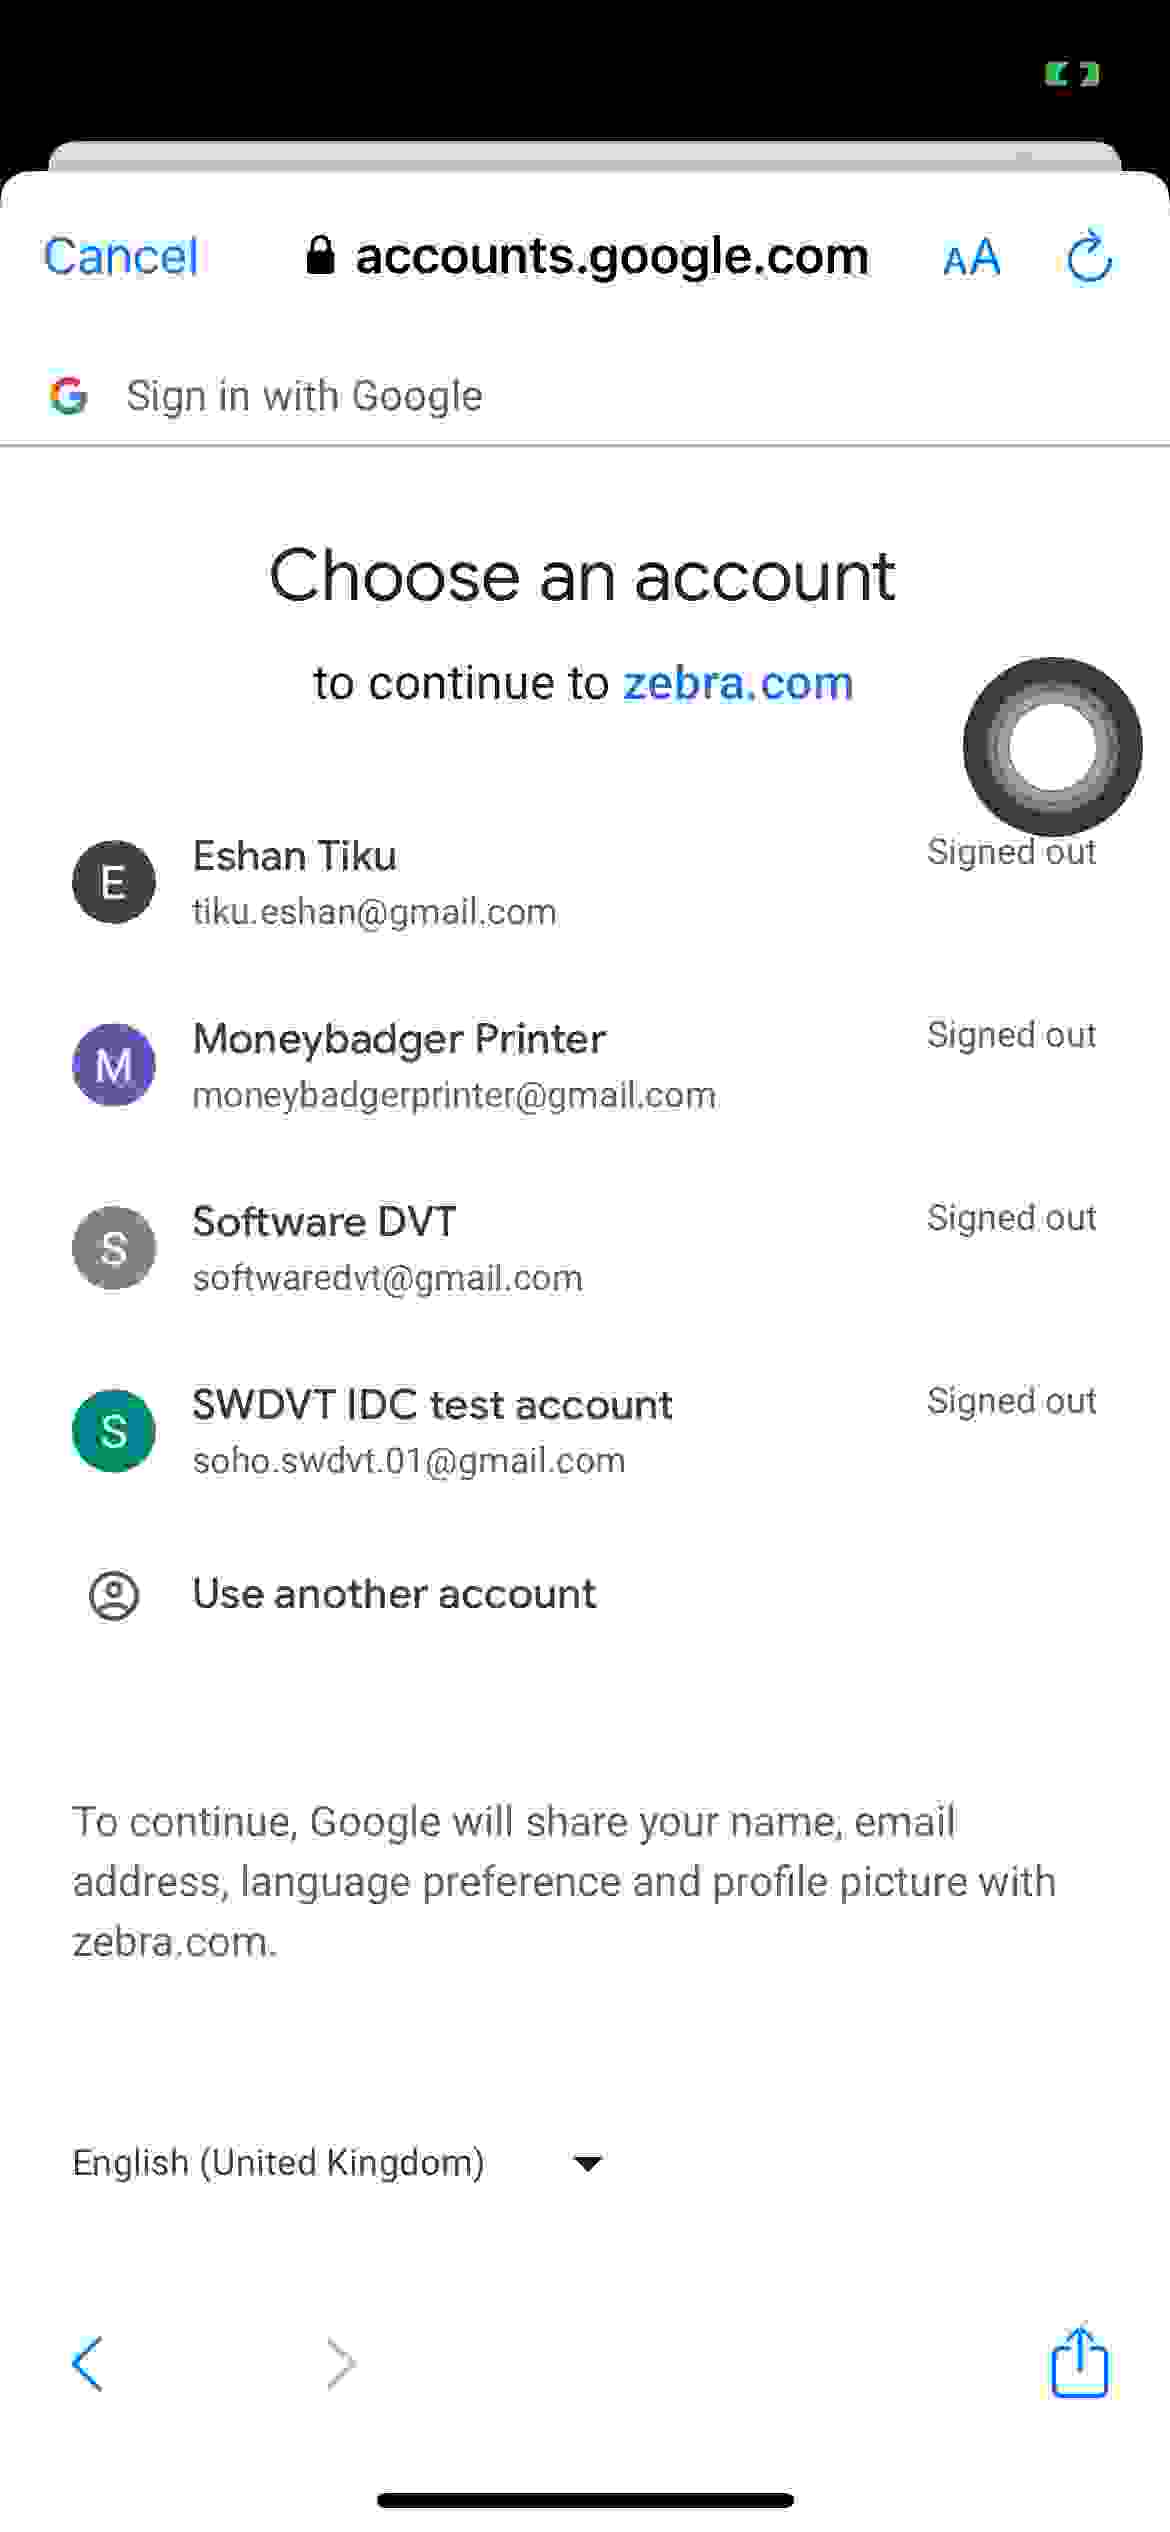 Cancel accounts.google.com AA
Sign in with Google
Choose an account
to continue to zebra.com
E Eshan Tiku Signed out
tiku.eshan@gmail.com
M Moneybadger Printer Signed out
moneybadgerprinter@gmail.com
S Software DVT Signed out
softwaredvt@gmail.com
S SWDVT IDC test account Signed out
soho.swdvt.01@gmail.com
Use another account
To continue, Google will share your name, email
address, language preference and profile picture with
zebra.com.
English (United Kingdom)